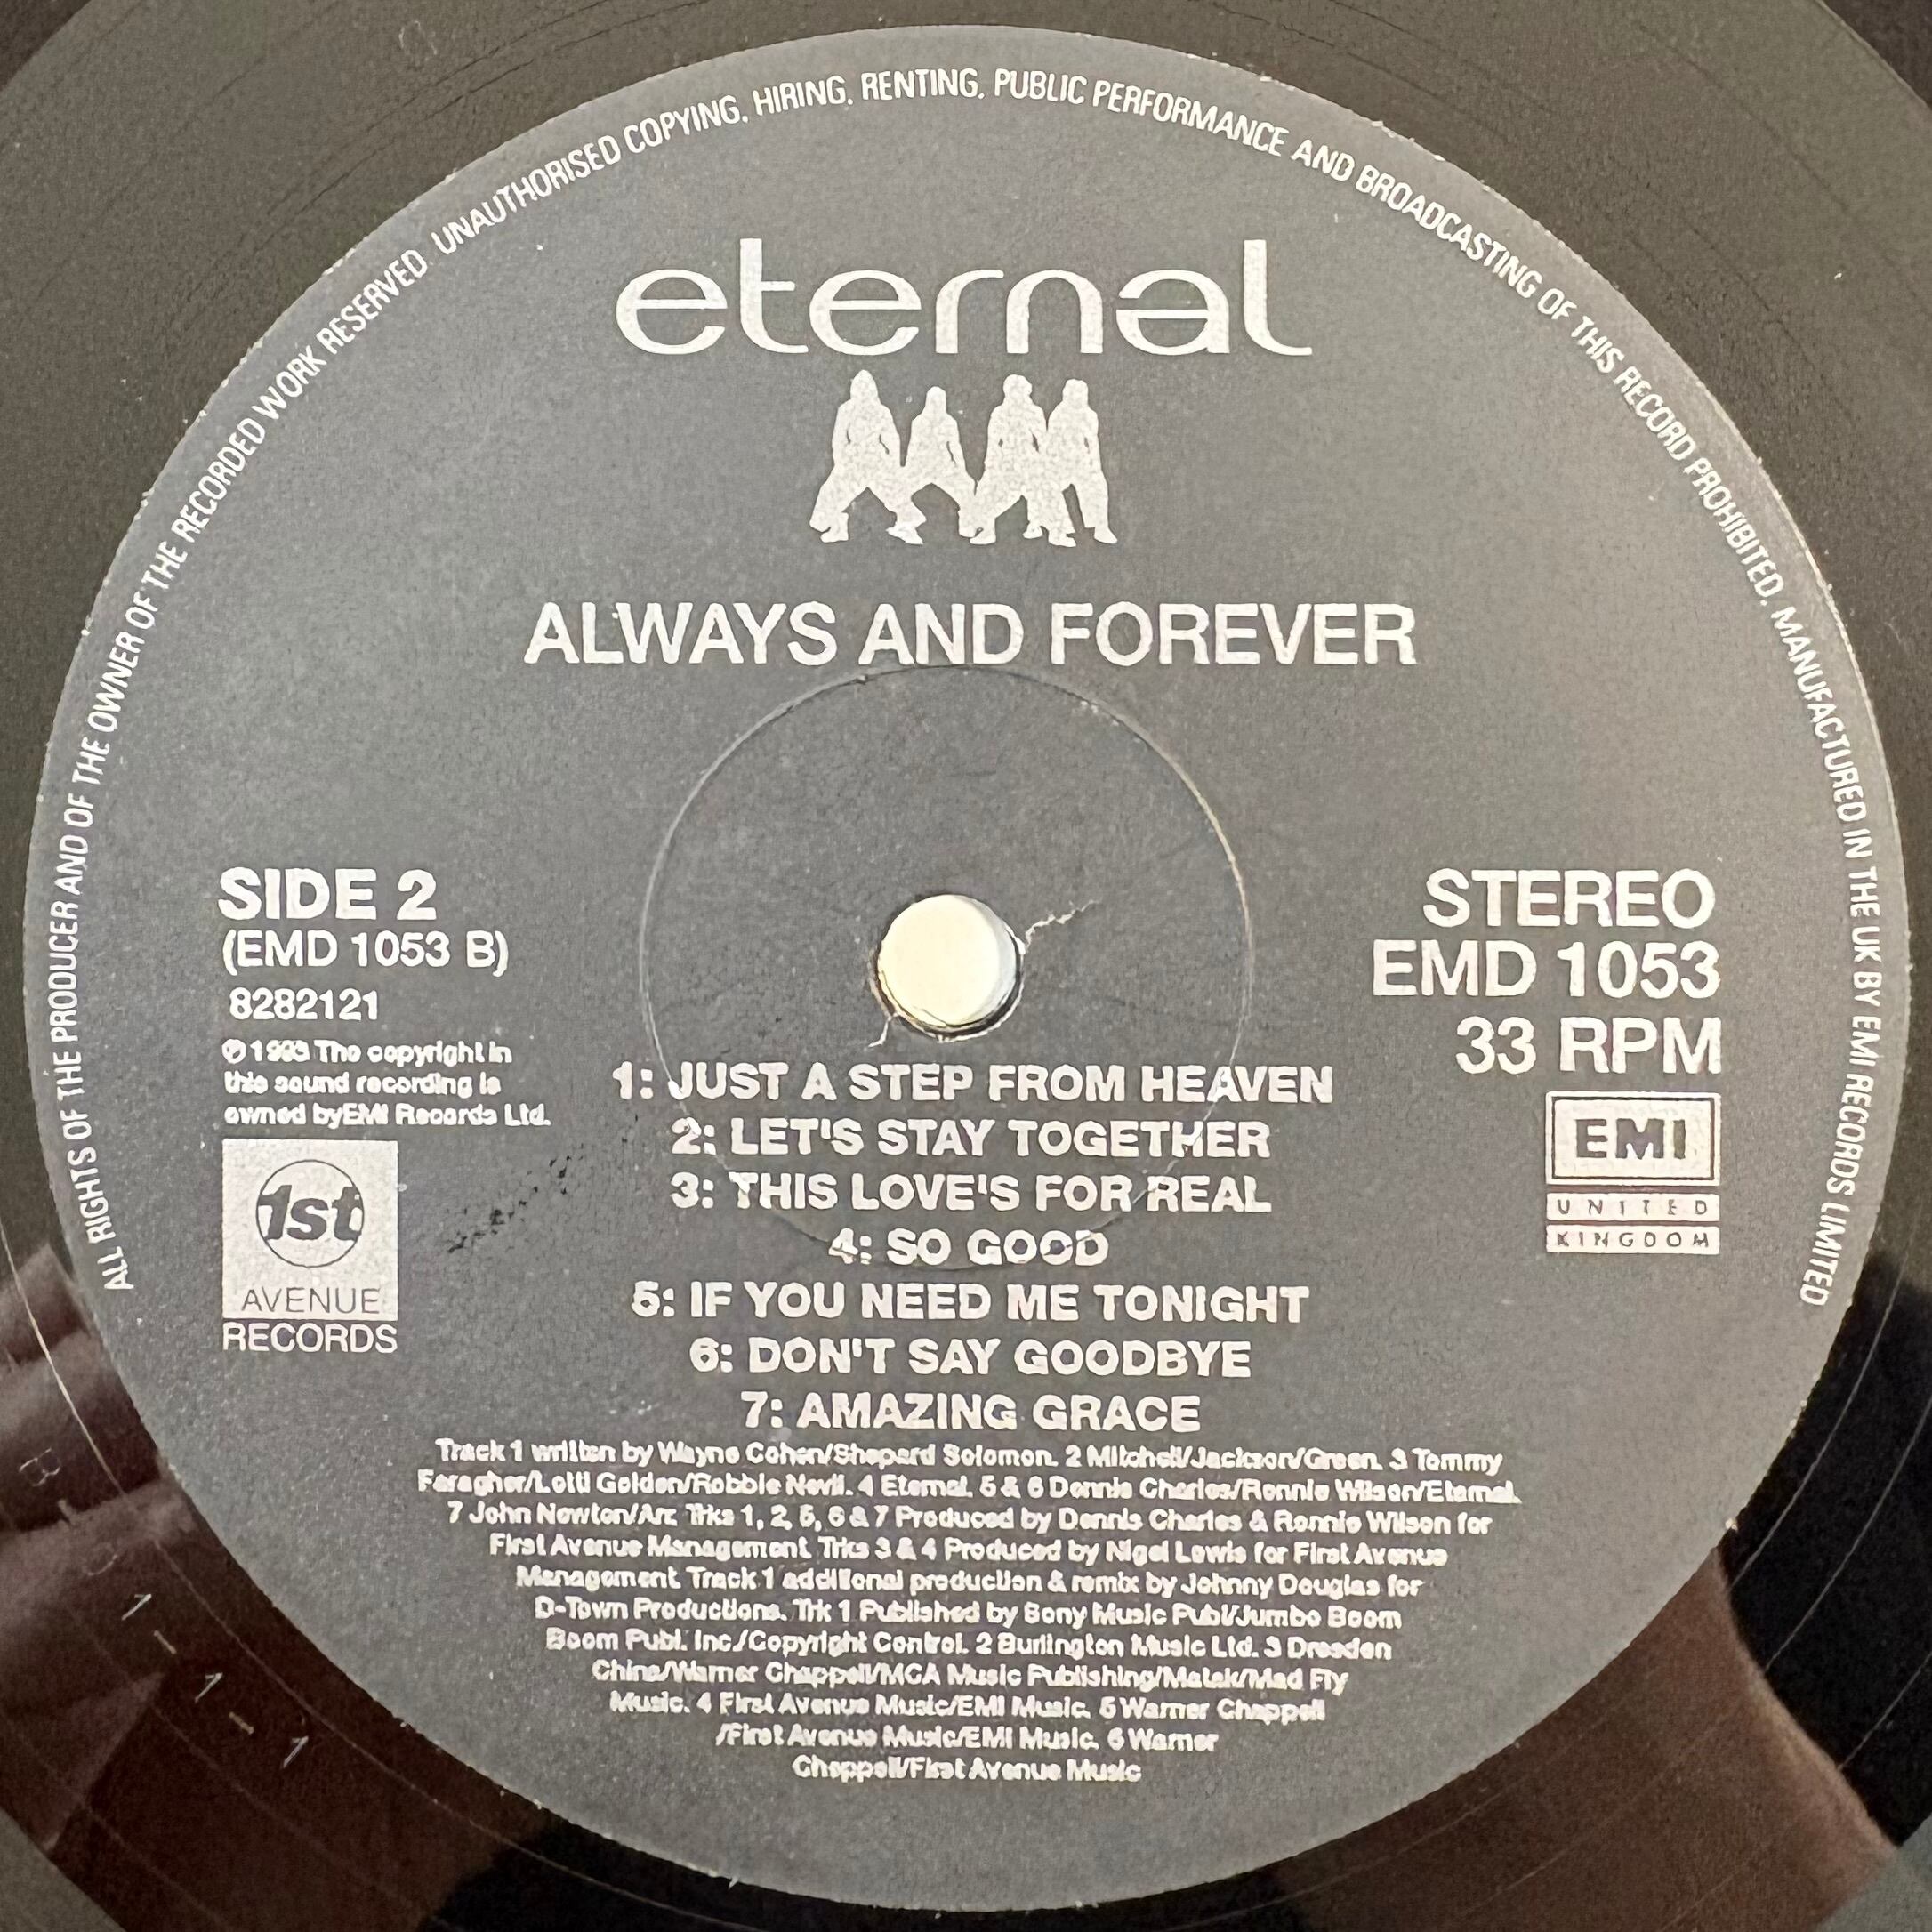 ALL RIGHTS OF THE PRODUCER AND OF THE OWNER OF THE RECORDED WORK RESERVED. UNAUTHORISED COPYING, HIRING, RENTING, PUBLIC PERFORMANCE AND BROADCASTING OF THIS RECORD PROHIBITED. MANUFACTURED IN THE UK BY EMI RECORDS LIMITED
eternal
ALWAYS AND FOREVER
SIDE 2
(EMD 1053 B)
8282121
℗ 1993 The copyright in
this sound recording is
owned byEMI Records Ltd.
1st
AVENUE
RECORDS
STEREO
EMD 1053
33 RPM
EMI
UNITED
KINGDOM
1: JUST A STEP FROM HEAVEN
2: LET'S STAY TOGETHER
3: THIS LOVE'S FOR REAL
4: SO GOOD
5: IF YOU NEED ME TONIGHT
6: DON'T SAY GOODBYE
7: AMAZING GRACE
Track 1 written by Wayne Cohen/Shepard Solomon. 2 Mitchell/Jackson/Green. 3 Tommy
Faragher/Lotti Golden/Robbie Nevil. 4 Eternal. 5 & 6 Dennis Charles/Ronnie Wilson/Eternal.
7 John Newton/Arr. Trks 1, 2, 5, 6 & 7 Produced by Dennis Charles & Ronnie Wilson for
First Avenue Management. Trks 3 & 4 Produced by Nigel Lowis for First Avenue
Management. Track 1 additional production & remix by Johnny Douglas for
D-Town Productions. Trk 1 Published by Sony Music Publ/Jumbo Boom
Boom Publ. Inc./Copyright Control. 2 Burlington Music Ltd. 3 Dresden
China/Warner Chappell/MCA Music Publishing/Matak/Mad Fly
Music. 4 First Avenue Music/EMI Music. 5 Warner Chappell
/First Avenue Music/EMI Music. 6 Warner
Chappell/First Avenue Music